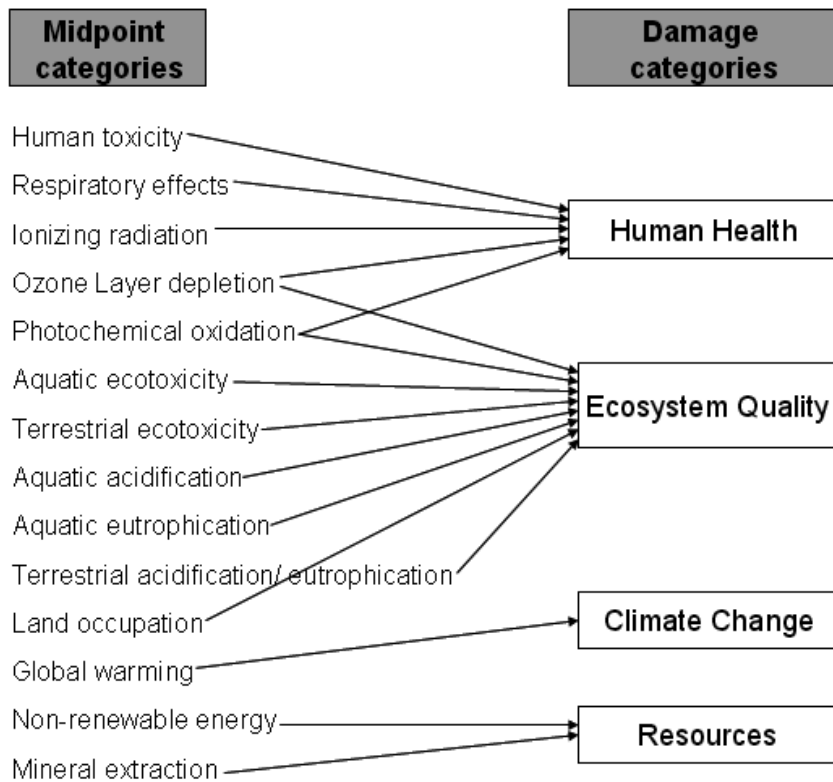 Midpoint
categories
Damage
categories
Human toxicity
Respiratory effects
Ionizing radiation
Ozone Layer depletion
Photochemical oxidation
Aquatic ecotoxicity
Terrestrial ecotoxicity
Aquatic acidification
Aquatic eutrophication
Terrestrial acidification/ eutrophication
Land occupation
Global warming
Non-renewable energy
Mineral extraction
Human Health
Ecosystem Quality
Climate Change
Resources